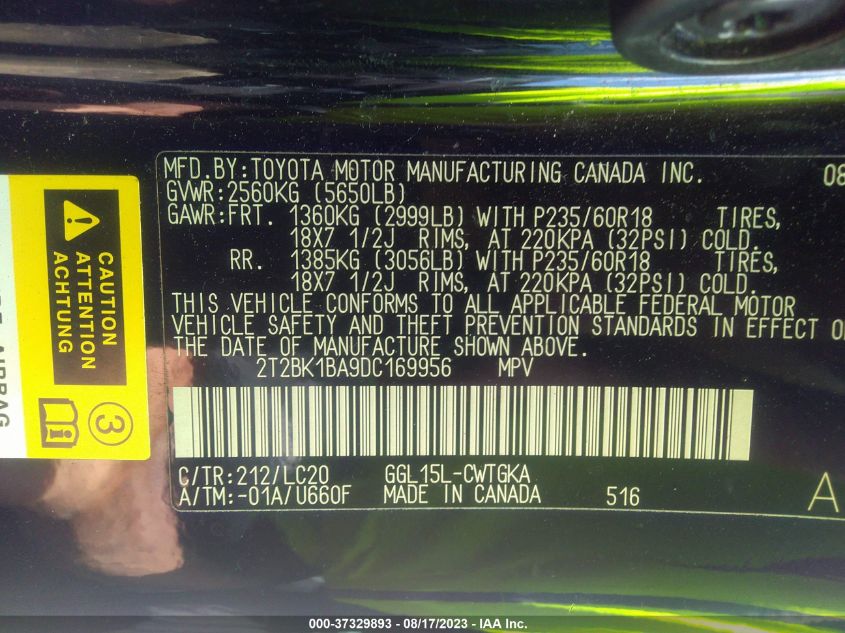 MFD.BY:TOYOTA MOTOR MANUFACTURING CANADA INC. 08
GVWR:2560KG (5650LB)
GAWR:FRT. 1360KG (2999LB) WITH P235/60R18 TIRES,
18X7 1/2J RIMS, AT 220KPA (32PSI) COLD.
RR. 1385KG (3056LB) WITH P235/60R18 TIRES,
18X7 1/2J RIMS, AT 220KPA (32PSI) COLD.
THIS VEHICLE CONFORMS TO ALL APPLICABLE FEDERAL MOTOR
VEHICLE SAFETY AND THEFT PREVENTION STANDARDS IN EFFECT O
THE DATE OF MANUFACTURE SHOWN ABOVE.
2T2BK1BA9DC169956 MPV
C/TR:212/LC20 GGL15L-CWTGKA
A/TM:-01A/U660F MADE IN CANADA 516 A
CAUTION
ATTENTION
ACHTUNG
3
AIRBAG
000-37329893 - 08/17/2023 - IAA Inc.